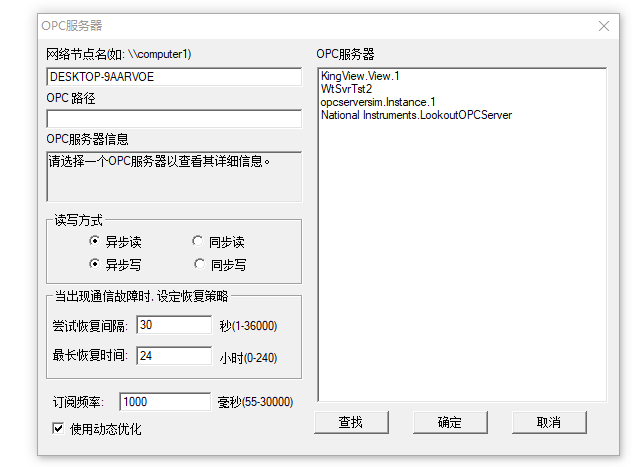 OPC服务器
网络节点名(如: \\computer1)
DESKTOP-9AARVOE
OPC 路径
OPC服务器信息
请选择一个OPC服务器以查看其详细信息。
读写方式
异步读 同步读
异步写 同步写
当出现通信故障时, 设定恢复策略
尝试恢复间隔: 30 秒(1-36000)
最长恢复时间: 24 小时(0-240)
订阅频率: 1000 毫秒(55-30000)
使用动态优化
OPC服务器
KingView.View.1
WtSvrTst2
opcserversim.Instance.1
National Instruments.LookoutOPCServer
查找 确定 取消